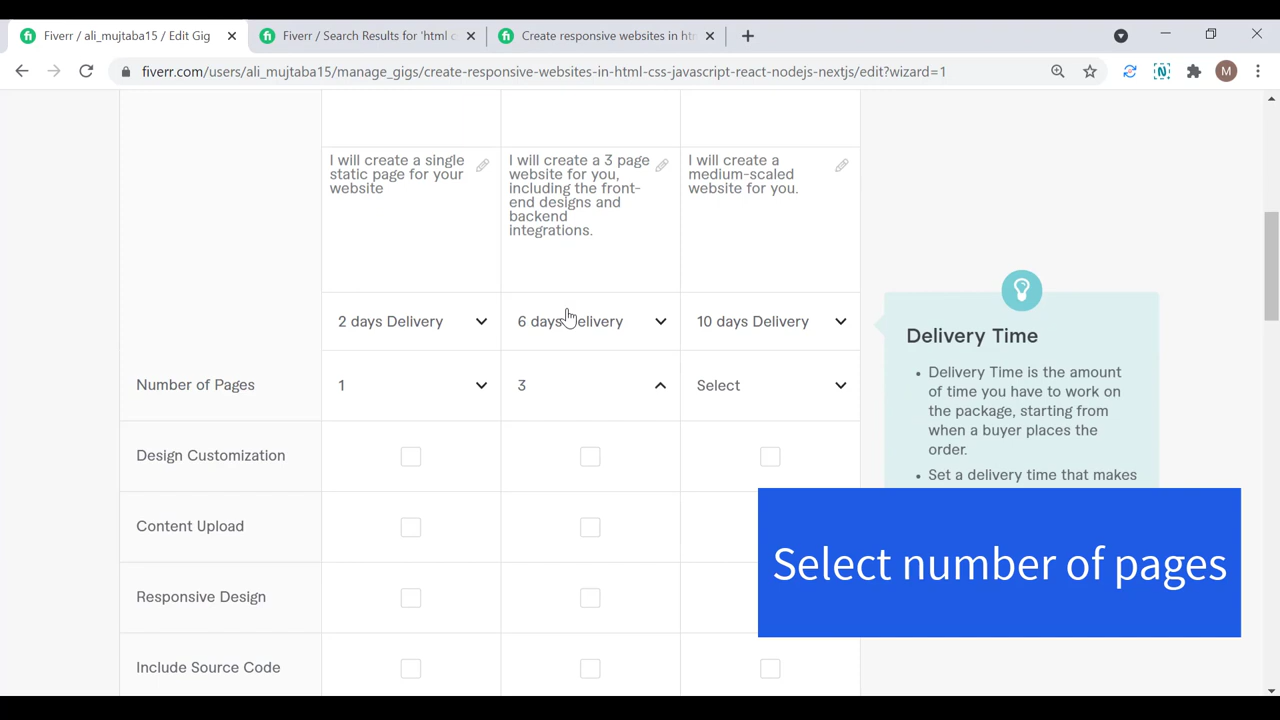 Fiverr / ali_mujtaba15 / Edit Gig
Fiverr / Search Results for 'html c
Create responsive websites in ht
fiverr.com/users/ali_mujtaba15/manage_gigs/create-responsive-websites-in-html-css-javascript-react-nodejs-nextjs/edit?wizard=1
M
I will create a single
static page for your
website
I will create a 3 page
website for you,
including the front-
end designs and
backend
integrations.
I will create a
medium-scaled
website for you.
2 days Delivery
6 days Delivery
10 days Delivery
Number of Pages
1
3
Select
Design Customization
Content Upload
Responsive Design
Include Source Code
Delivery Time
• Delivery Time is the amount
of time you have to work on
the package, starting from
when a buyer places the
order.
• Set a delivery time that makes
Select number of pages